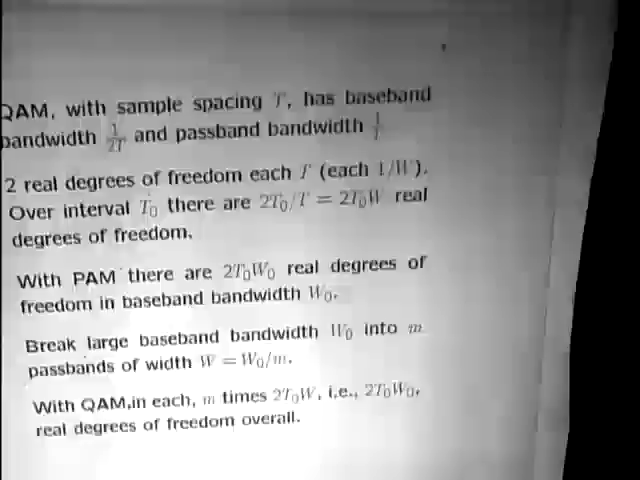 QAM, with sample spacing T, has baseband
bandwidth 1/2T and passband bandwidth 1/T
2 real degrees of freedom each T (each 1/W).
Over interval T₀ there are 2T₀/T = 2T₀W real
degrees of freedom.
With PAM there are 2T₀W₀ real degrees of
freedom in baseband bandwidth W₀.
Break large baseband bandwidth W₀ into m
passbands of width W = W₀/m.
With QAM,in each, m times 2T₀W, i.e., 2T₀W₀,
real degrees of freedom overall.